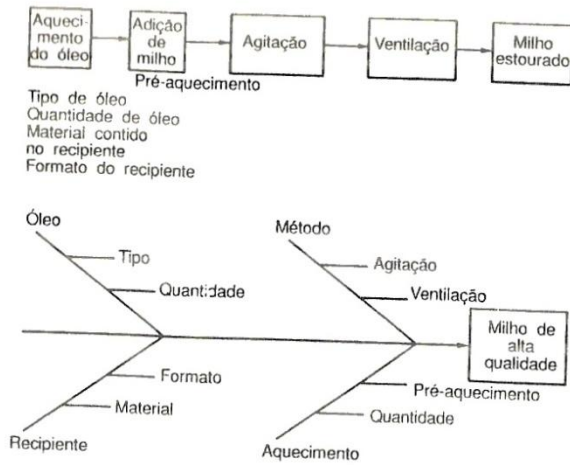 Aqueci-
mento
do óleo
Adição
de
milho
Agitação
Ventilação
Milho
estourado
Pré-aquecimento
Tipo de óleo
Quantidade de óleo
Material contido
no recipiente
Formato do recipiente
Óleo
Tipo
Quantidade
Método
Agitação
Ventilação
Milho de
alta
qualidade
Formato
Material
Recipiente
Pré-aquecimento
Quantidade
Aquecimento